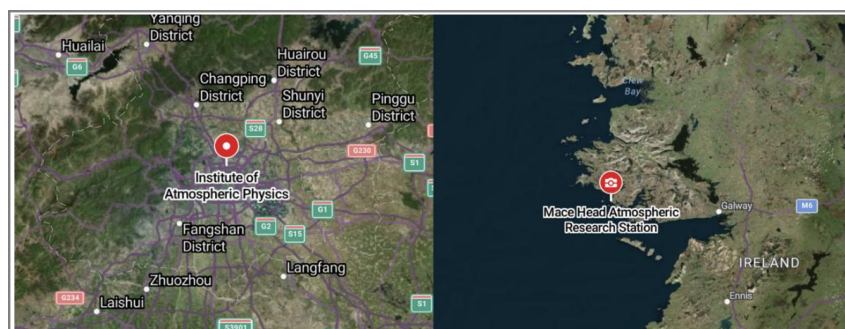 Yanqing
District
Huailai
G6
Huairou
District
G45
Changping
District
Shunyi
District
Pinggu
District
S28
G230
S1
Institute of
Atmospheric Physics
G1
Fangshan
District
G2
S15
Langfang
Zhuozhou
G234
Laishui
S1
S3901
Clew
Bay
Mace Head Atmospheric
Research Station
Galway
M6
IRELAND
Ennis